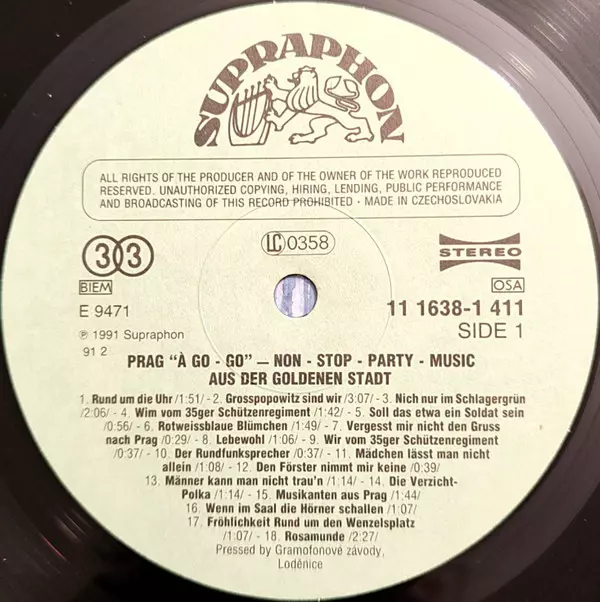 SUPRAPHON
ALL RIGHTS OF THE PRODUCER AND OF THE OWNER OF THE WORK REPRODUCED
RESERVED. UNAUTHORIZED COPYING, HIRING, LENDING, PUBLIC PERFORMANCE
AND BROADCASTING OF THIS RECORD PROHIBITED · MADE IN CZECHOSLOVAKIA
33
LC 0358
STEREO
BIEM
OSA
E 9471
11 1638-1 411
℗ 1991 Supraphon
SIDE 1
91 2
PRAG "À GO - GO" — NON - STOP - PARTY - MUSIC
AUS DER GOLDENEN STADT
1. Rund um die Uhr /1:51/ - 2. Grosspopowitz sind wir /3:07/ - 3. Nich nur im Schlagergrün
/2:06/ - 4. Wim vom 35ger Schützenregiment /1:42/ - 5. Soll das etwa ein Soldat sein
/0:56/ - 6. Rotweissblaue Blümchen /1:49/ - 7. Vergesst mir nicht den Gruss
nach Prag /0:29/ - 8. Lebewohl /1:06/ - 9. Wir vom 35ger Schützenregiment
/0:37/ - 10. Der Rundfunksprecher /0:37/ - 11. Mädchen lässt man nicht
allein /1:08/ - 12. Den Förster nimmt mir keine /0:39/
13. Männer kann man nicht trau'n /1:14/ - 14. Die Verzicht-
Polka /1:14/ - 15. Musikanten aus Prag /1:44/
16. Wenn im Saal die Hörner schallen /1:07/
17. Fröhlichkeit Rund um den Wenzelsplatz
/1:07/ - 18. Rosamunde /2:27/
Pressed by Gramofonové závody,
Loděnice